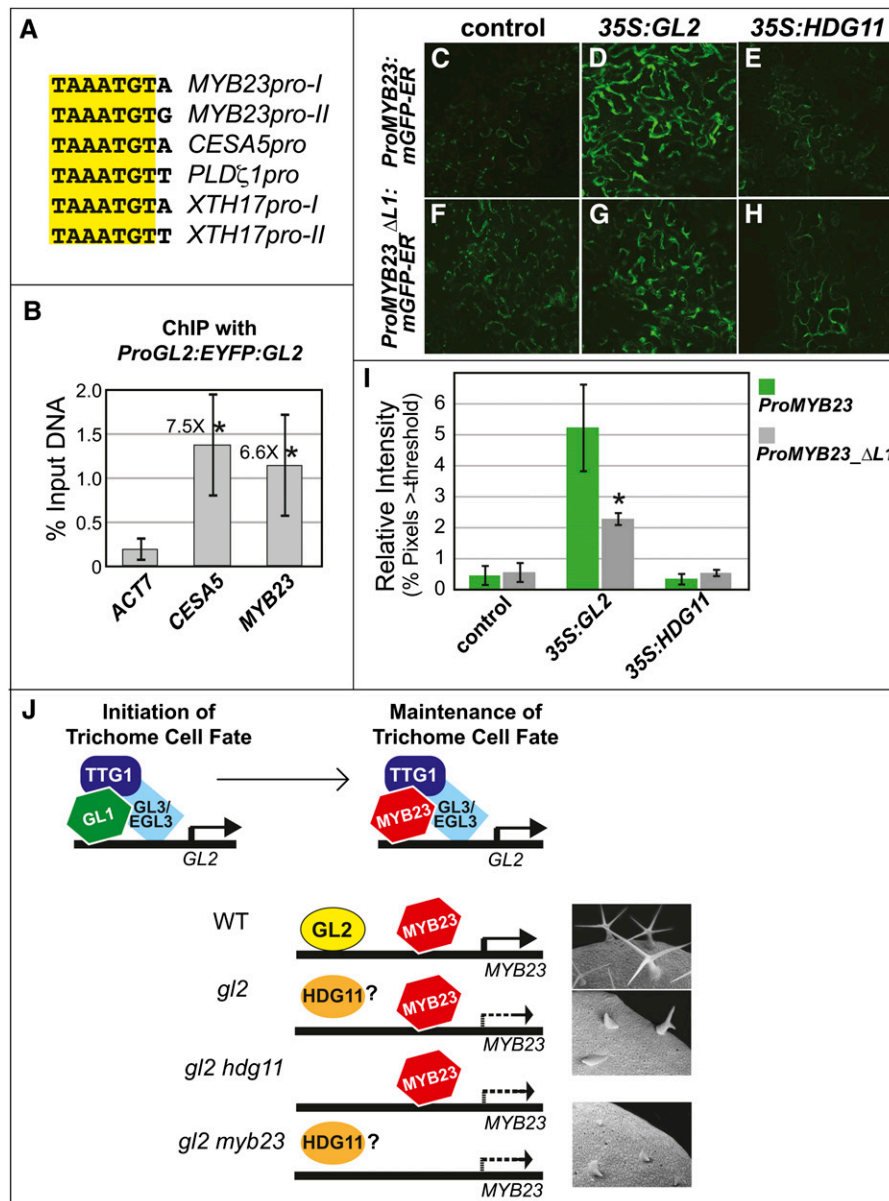 A
TAAATGTA MYB23pro-I
TAAATGTG MYB23pro-II
TAAATGTA CESA5pro
TAAATGTT PLDζ1pro
TAAATGTA XTH17pro-I
TAAATGTT XTH17pro-II
B
ChIP with
ProGL2:EYFP:GL2
% Input DNA
2.0
1.5
1.0
0.5
0
7.5X *
6.6X *
ACT7
CESA5
MYB23
control 35S:GL2 35S:HDG11
ProMYB23:
mGFP-ER
C D E
ProMYB23_ΔL1:
mGFP-ER
F G H
I
Relative Intensity
(% Pixels >-threshold)
6
5
4
3
2
1
0
*
control
35S:GL2
35S:HDG11
ProMYB23
ProMYB23_ΔL1
J
Initiation of
Trichome Cell Fate
TTG1
GL1
GL3/
EGL3
GL2
Maintenance of
Trichome Cell Fate
TTG1
MYB23
GL3/
EGL3
GL2
WT
GL2 MYB23
MYB23
gl2
HDG11 ? MYB23
MYB23
gl2 hdg11
MYB23
MYB23
gl2 myb23
HDG11 ?
MYB23